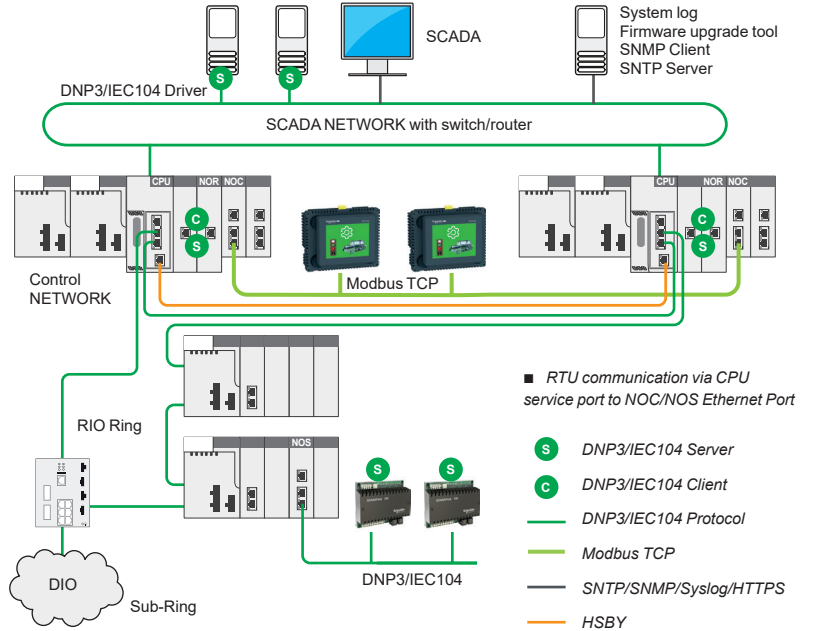 System log
Firmware upgrade tool
SNMP Client
SNTP Server
SCADA
S
S
DNP3/IEC104 Driver
SCADA NETWORK with switch/router
CPU
NOR
NOC
CPU
NOR
NOC
C
S
C
S
Control
NETWORK
Modbus TCP
RIO Ring
NOS
S
S
DNP3/IEC104
DIO
Sub-Ring
■ RTU communication via CPU
service port to NOC/NOS Ethernet Port
S DNP3/IEC104 Server
C DNP3/IEC104 Client
DNP3/IEC104 Protocol
Modbus TCP
SNTP/SNMP/Syslog/HTTPS
HSBY